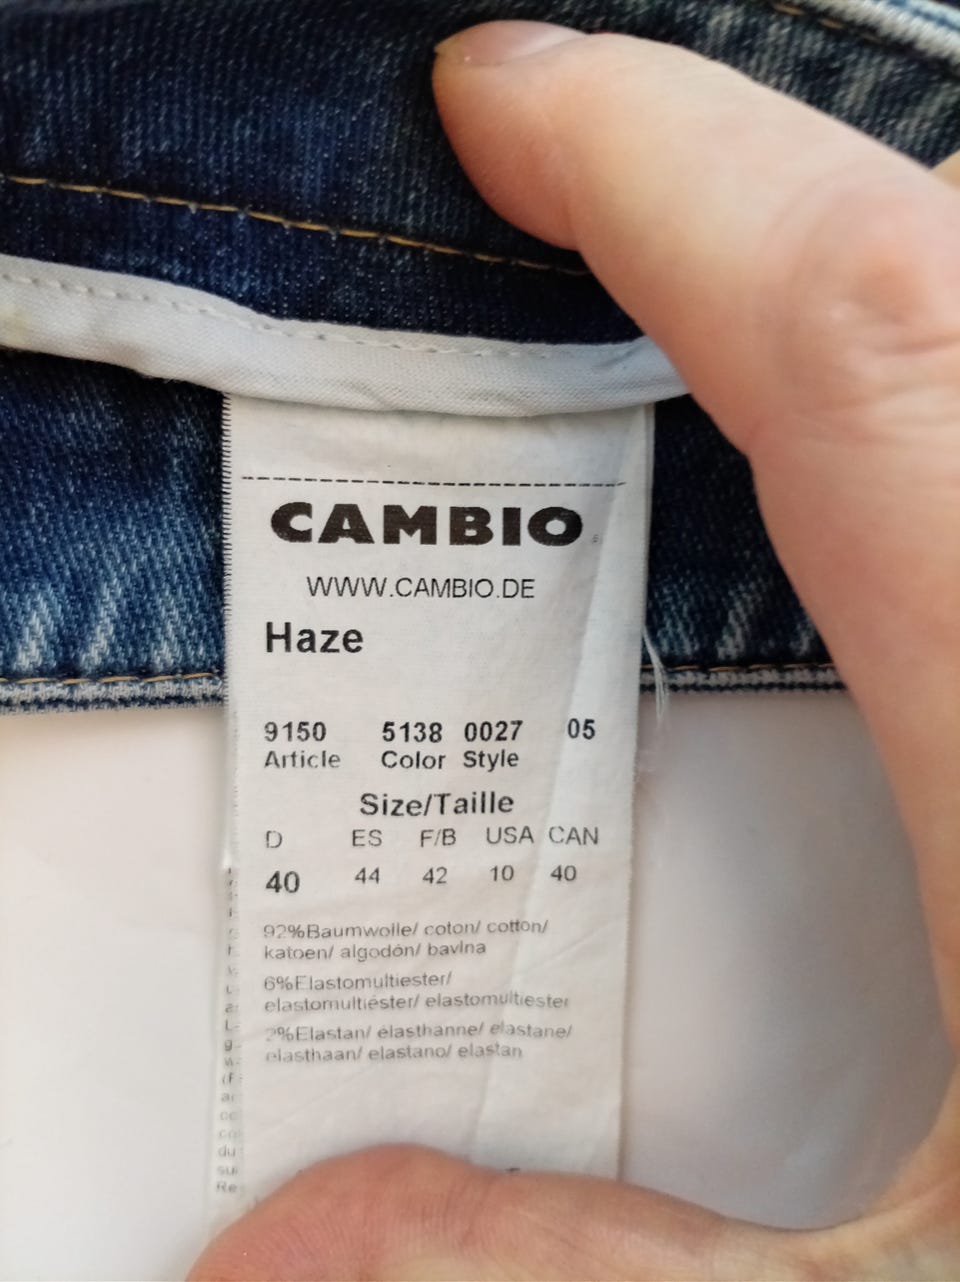 CAMBIO
WWW.CAMBIO.DE
Haze
9150 5138 0027 05
Article Color Style
Size/Taille
D ES F/B USA CAN
40 44 42 10 40
92%Baumwolle/ coton/ cotton/
katoen/ algodón/ bavlna
6%Elastomultiester/
elastomultiéster/ elastomultiester
2%Elastan/ élasthanne/ elastane/
elasthaan/ elastano/ elastan